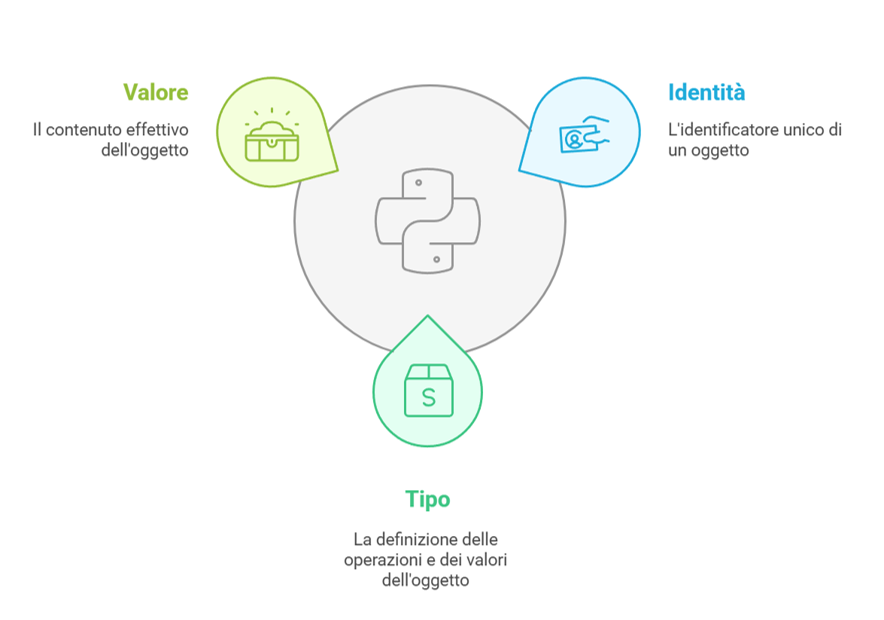 Valore
Il contenuto effettivo
dell'oggetto
Identità
L'identificatore unico di
un oggetto
S
Tipo
La definizione delle
operazioni e dei valori
dell'oggetto